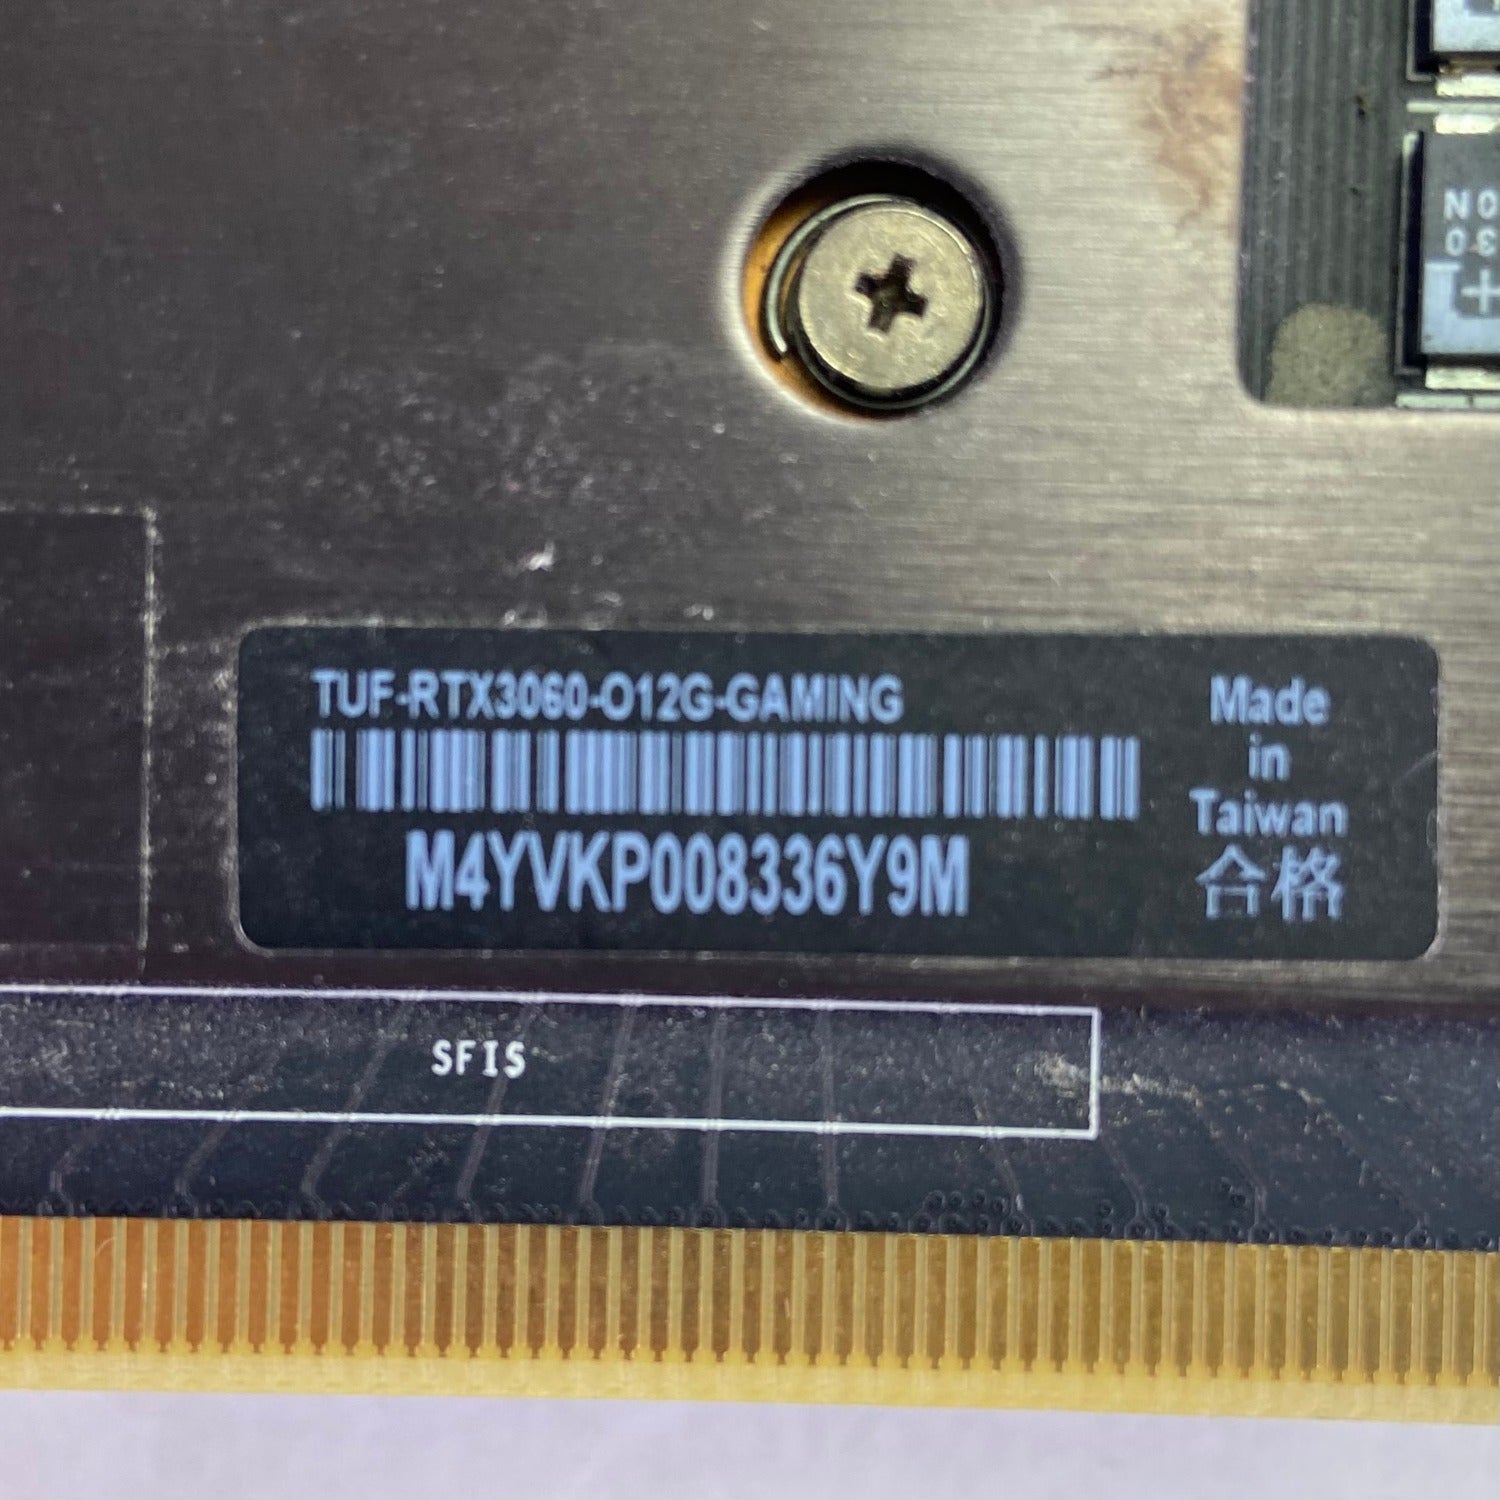 TUF-RTX3060-O12G-GAMING
M4YVKP008336Y9M
Made
in
Taiwan
合格
SFIS